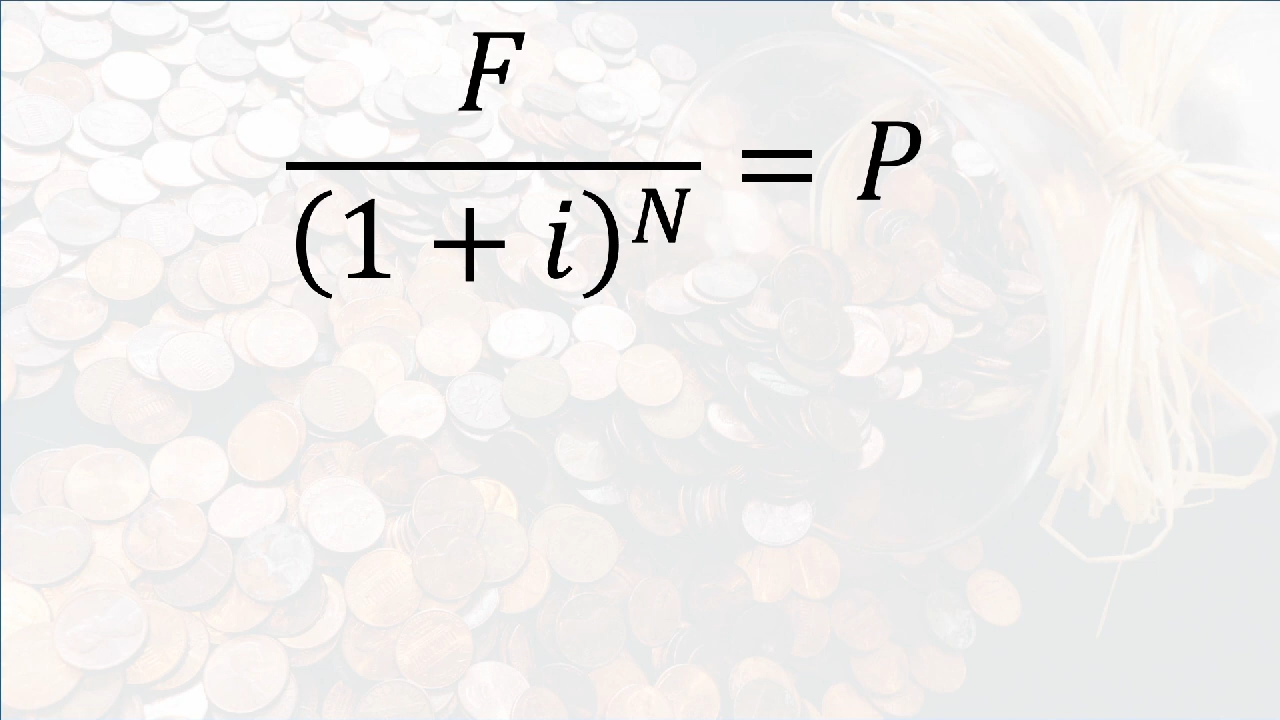 F
(1 + i)^N = P